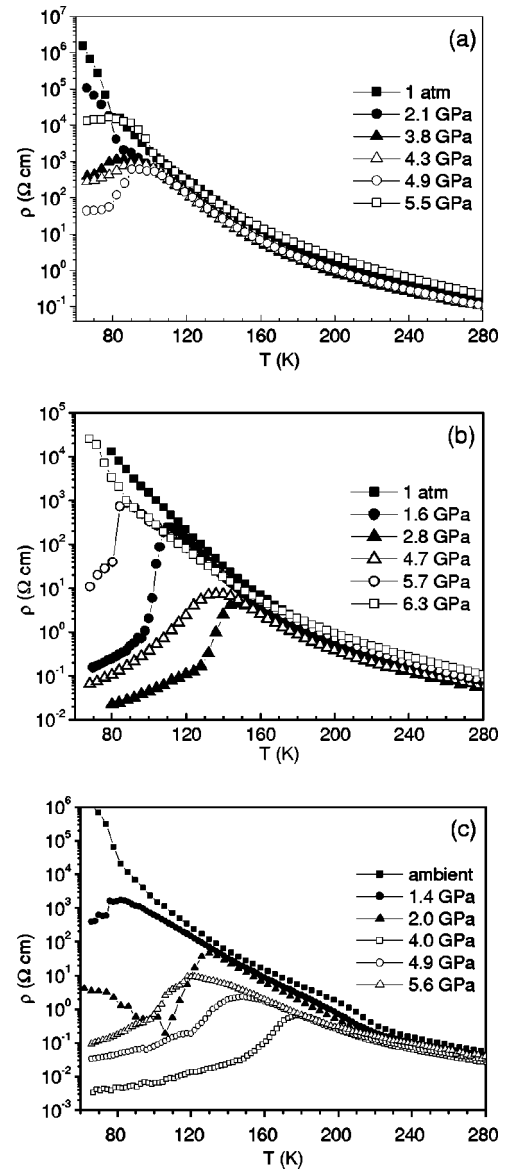 (a)
10^7
10^6
10^5
10^4
10^3
10^2
10^1
10^0
10^-1
ρ (Ω cm)
1 atm
2.1 GPa
3.8 GPa
4.3 GPa
4.9 GPa
5.5 GPa
80 120 160 200 240 280
T (K)
(b)
10^5
10^4
10^3
10^2
10^1
10^0
10^-1
10^-2
ρ (Ω cm)
1 atm
1.6 GPa
2.8 GPa
4.7 GPa
5.7 GPa
6.3 GPa
80 120 160 200 240 280
T (K)
(c)
10^6
10^5
10^4
10^3
10^2
10^1
10^0
10^-1
10^-2
10^-3
ρ (Ω cm)
ambient
1.4 GPa
2.0 GPa
4.0 GPa
4.9 GPa
5.6 GPa
80 120 160 200 240 280
T (K)